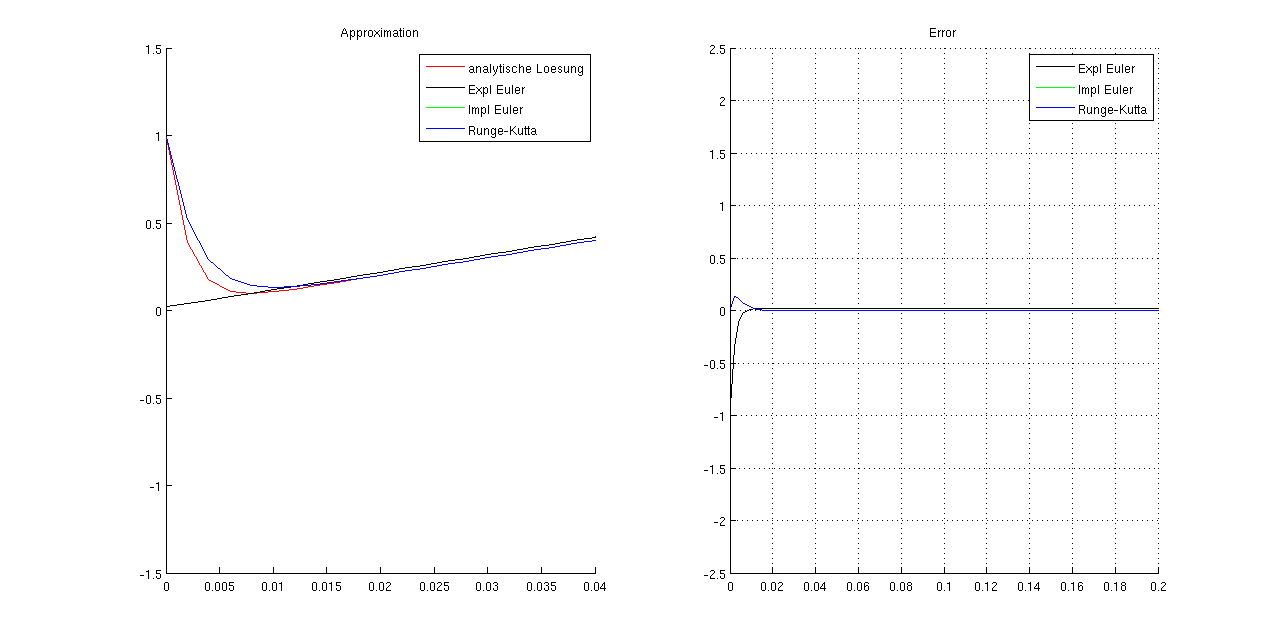 Approximation
1.5
1
0.5
0
-0.5
-1
-1.5
0 0.005 0.01 0.015 0.02 0.025 0.03 0.035 0.04
analytische Loesung
Expl Euler
Impl Euler
Runge-Kutta
Error
2.5
2
1.5
1
0.5
0
-0.5
-1
-1.5
-2
-2.5
0 0.02 0.04 0.06 0.08 0.1 0.12 0.14 0.16 0.18 0.2
Expl Euler
Impl Euler
Runge-Kutta